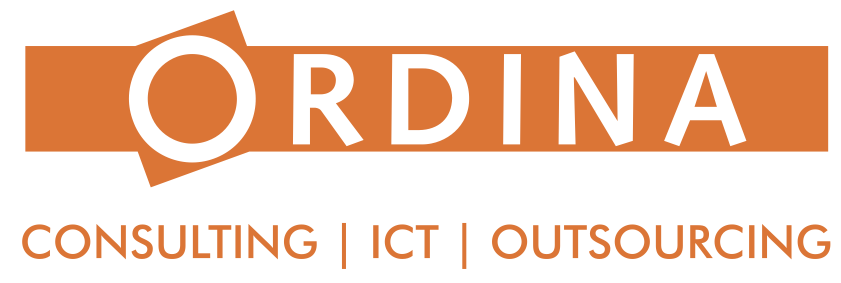 ORDINA
CONSULTING | ICT | OUTSOURCING